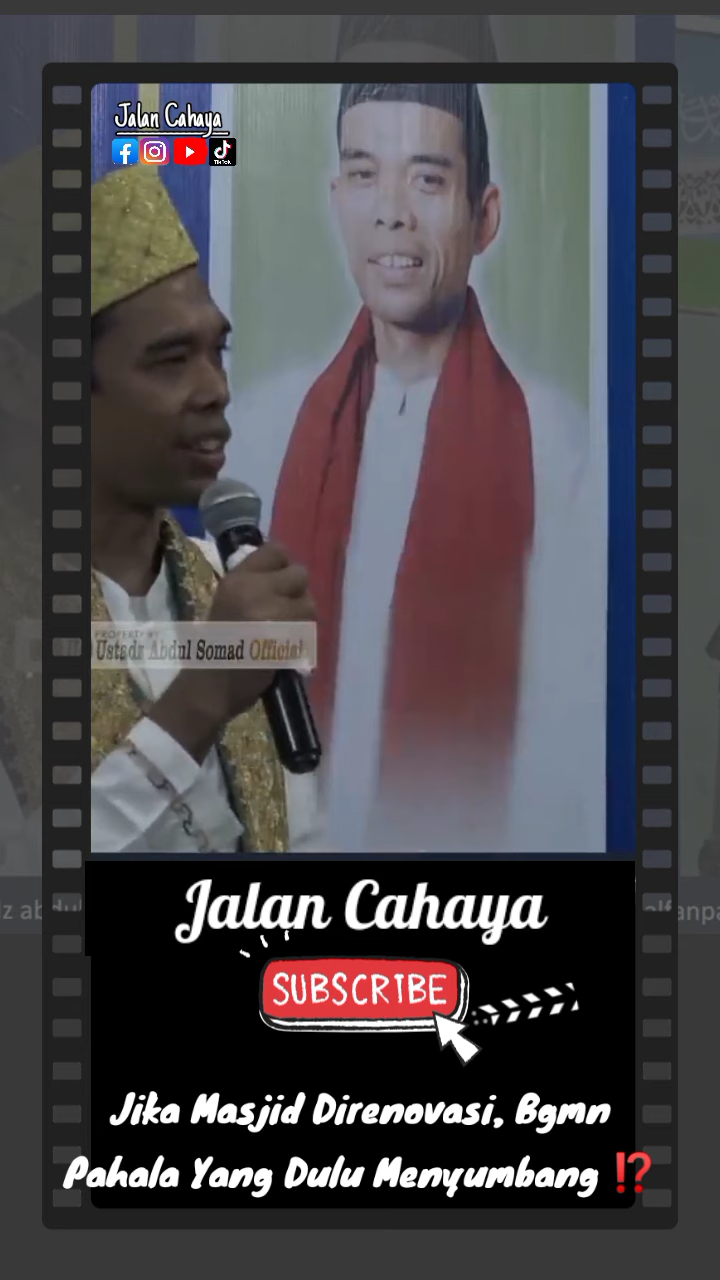 Jalan Cahaya
PROPERTY BY
Ustadz Abdul Somad Official
Jalan Cahaya
SUBSCRIBE
Jika Masjid Direnovasi, Bgmn
Pahala Yang Dulu Menyumbang ⁉️